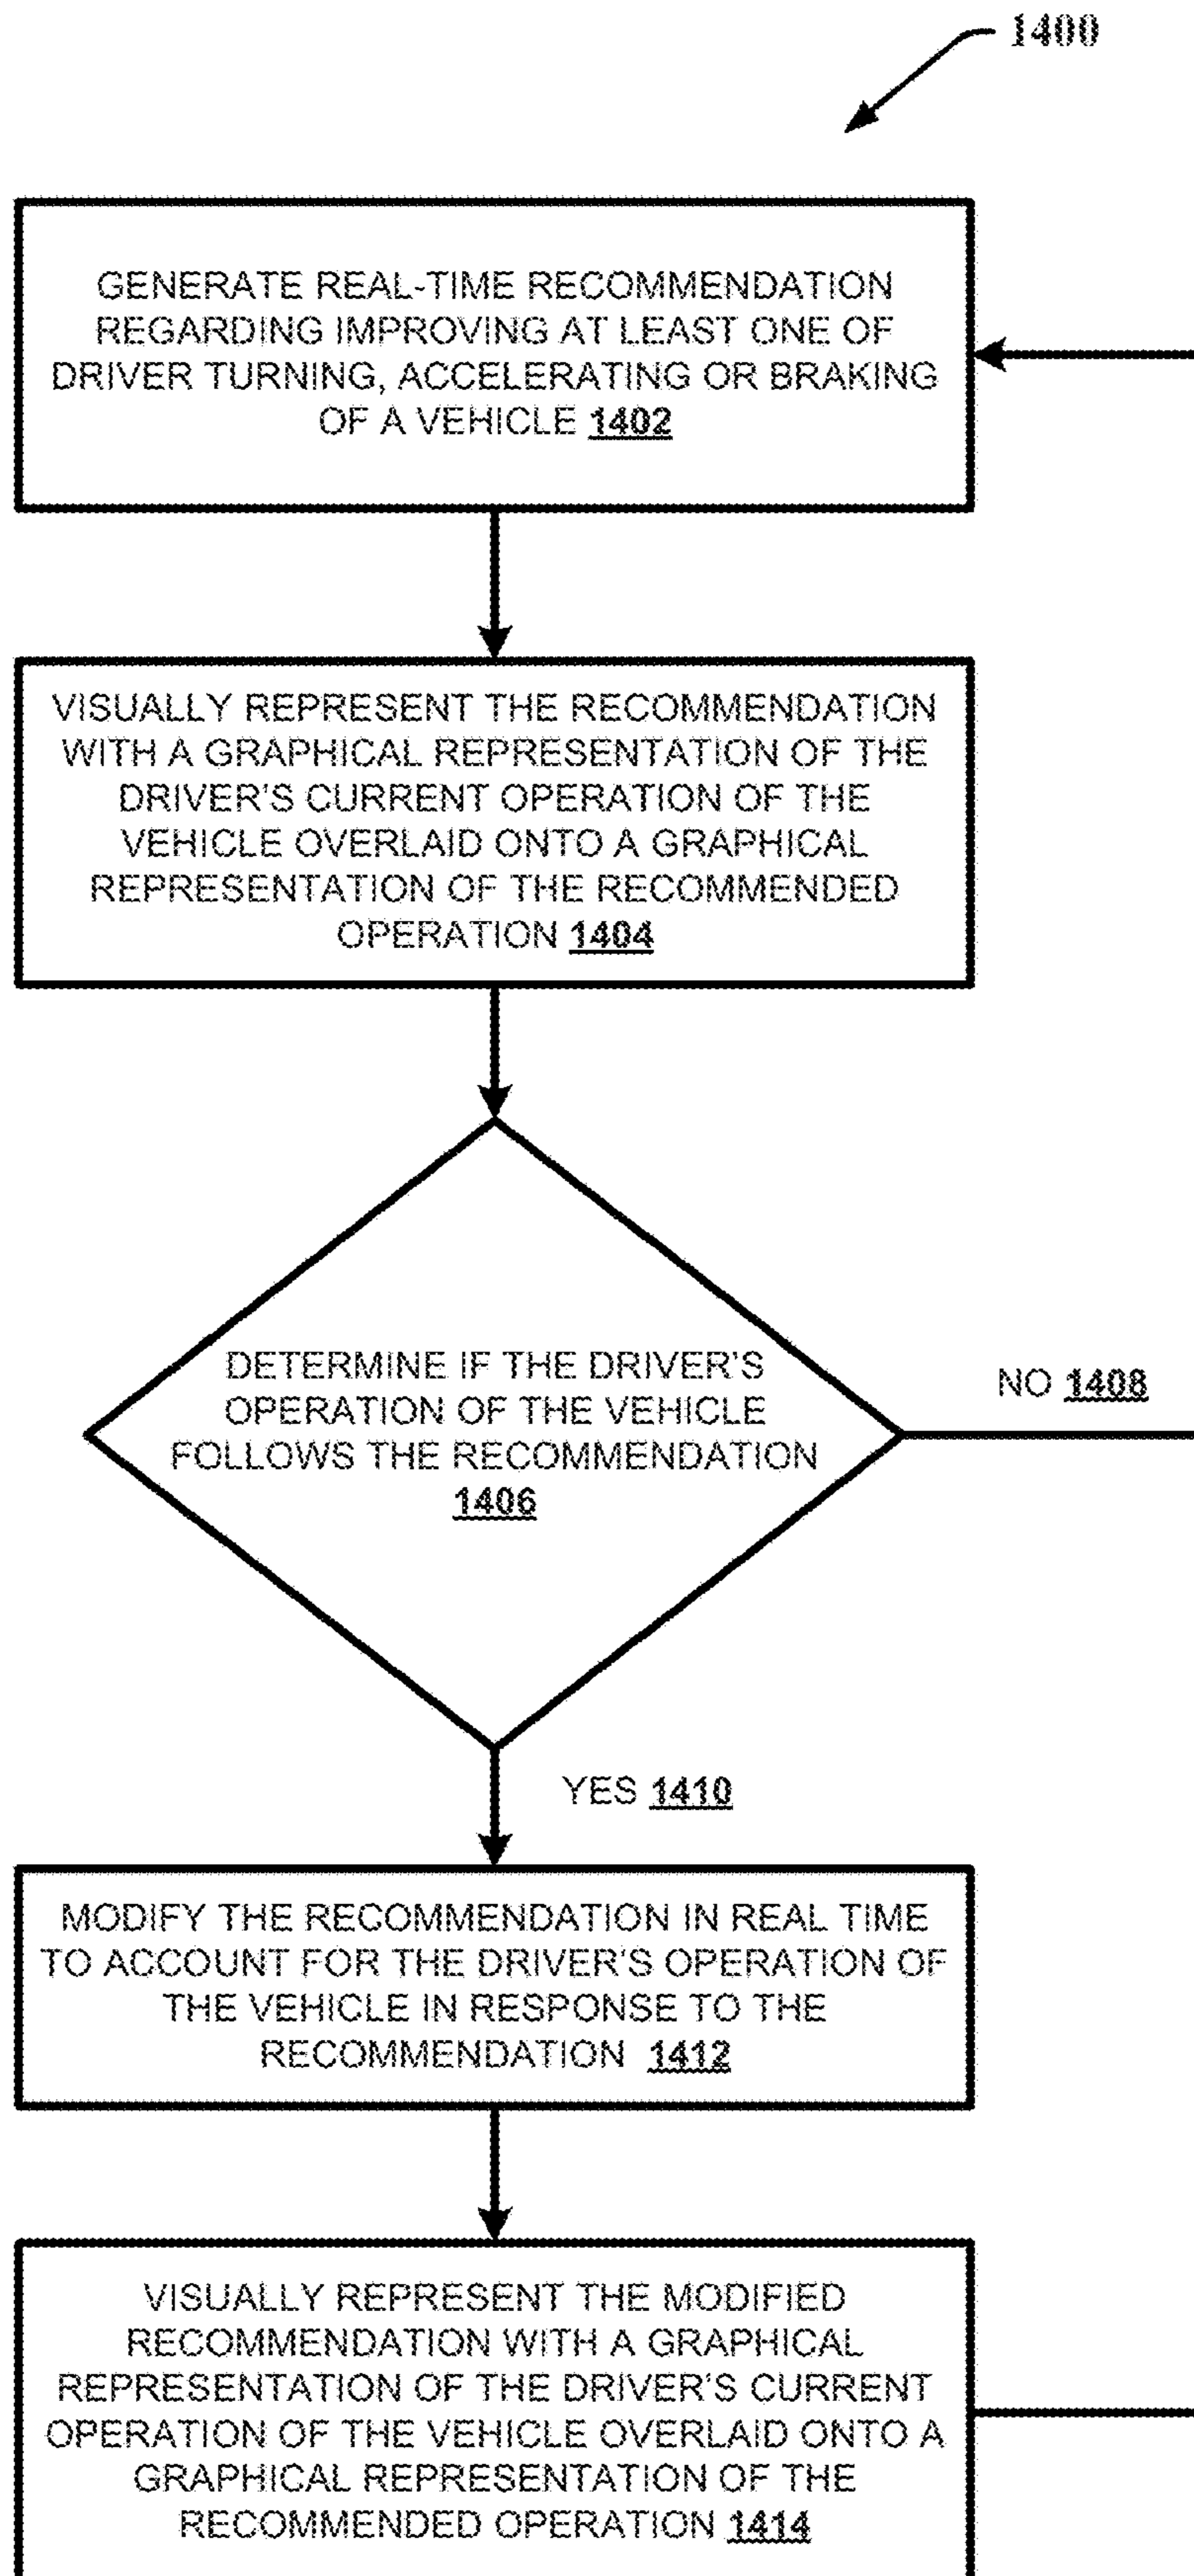 1400
GENERATE REAL-TIME RECOMMENDATION
REGARDING IMPROVING AT LEAST ONE OF
DRIVER TURNING, ACCELERATING OR BRAKING
OF A VEHICLE 1402
VISUALLY REPRESENT THE RECOMMENDATION
WITH A GRAPHICAL REPRESENTATION OF THE
DRIVER'S CURRENT OPERATION OF THE
VEHICLE OVERLAID ONTO A GRAPHICAL
REPRESENTATION OF THE RECOMMENDED
OPERATION 1404
DETERMINE IF THE DRIVER'S
OPERATION OF THE VEHICLE
FOLLOWS THE RECOMMENDATION
1406
NO 1408
YES 1410
MODIFY THE RECOMMENDATION IN REAL TIME
TO ACCOUNT FOR THE DRIVER'S OPERATION OF
THE VEHICLE IN RESPONSE TO THE
RECOMMENDATION 1412
VISUALLY REPRESENT THE MODIFIED
RECOMMENDATION WITH A GRAPHICAL
REPRESENTATION OF THE DRIVER'S CURRENT
OPERATION OF THE VEHICLE OVERLAID ONTO A
GRAPHICAL REPRESENTATION OF THE
RECOMMENDED OPERATION 1414